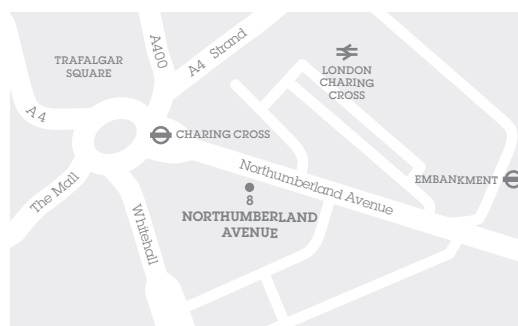 A400
A4 Strand
TRAFALGAR
SQUARE
LONDON
CHARING
CROSS
A4
CHARING CROSS
Northumberland Avenue
EMBANKMENT
The Mall
8
NORTHUMBERLAND
AVENUE
Whitehall